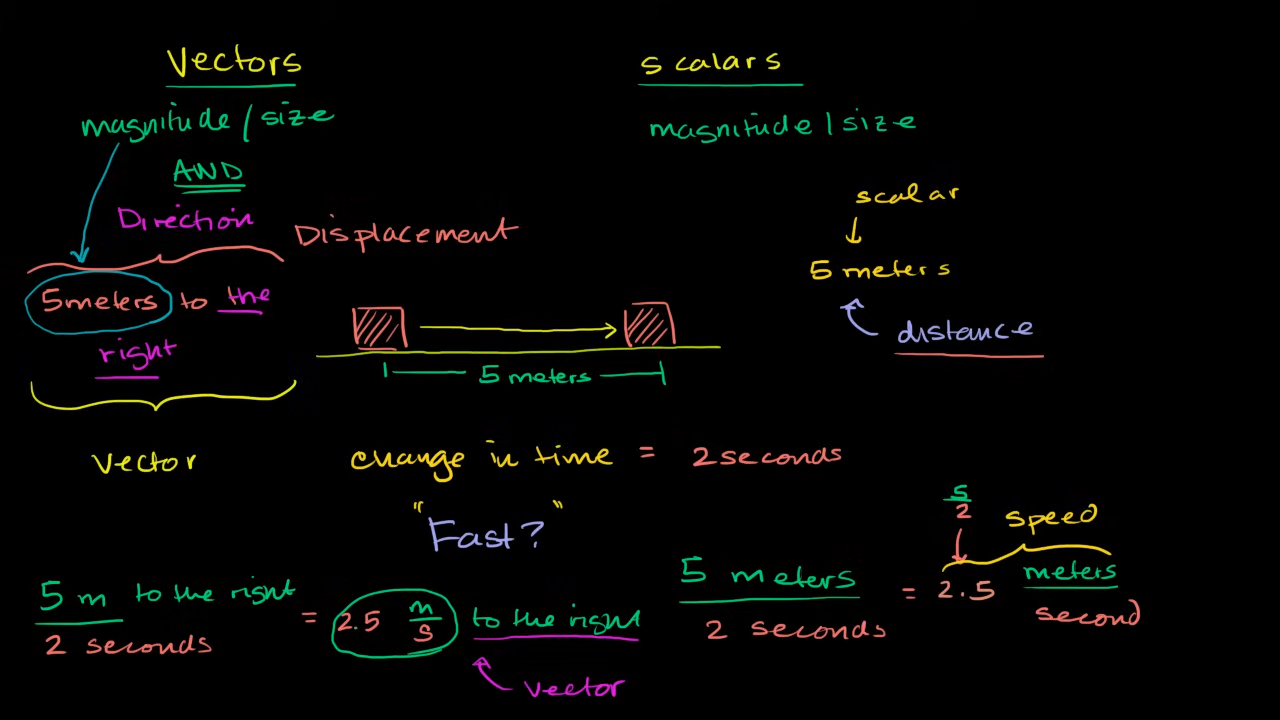 Vectors
magnitude / size
AND
Direction
Displacement
5 meters to the
right
vector
scalars
magnitude / size
scalar
5 meters
distance
5 meters
change in time = 2 seconds
"Fast?"
5 m to the right
2 seconds
= 2.5 m
s
to the right
vector
5 meters
2 seconds
5
2
speed
= 2.5 meters
second